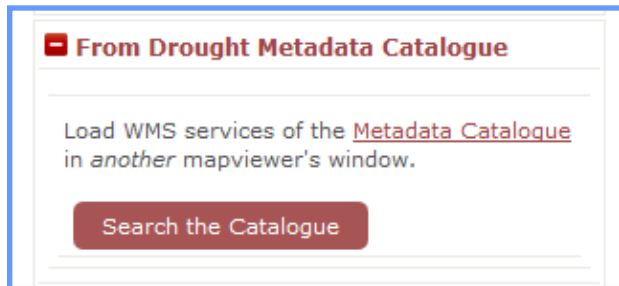 From Drought Metadata Catalogue
Load WMS services of the Metadata Catalogue
in another mapviewer's window.
Search the Catalogue